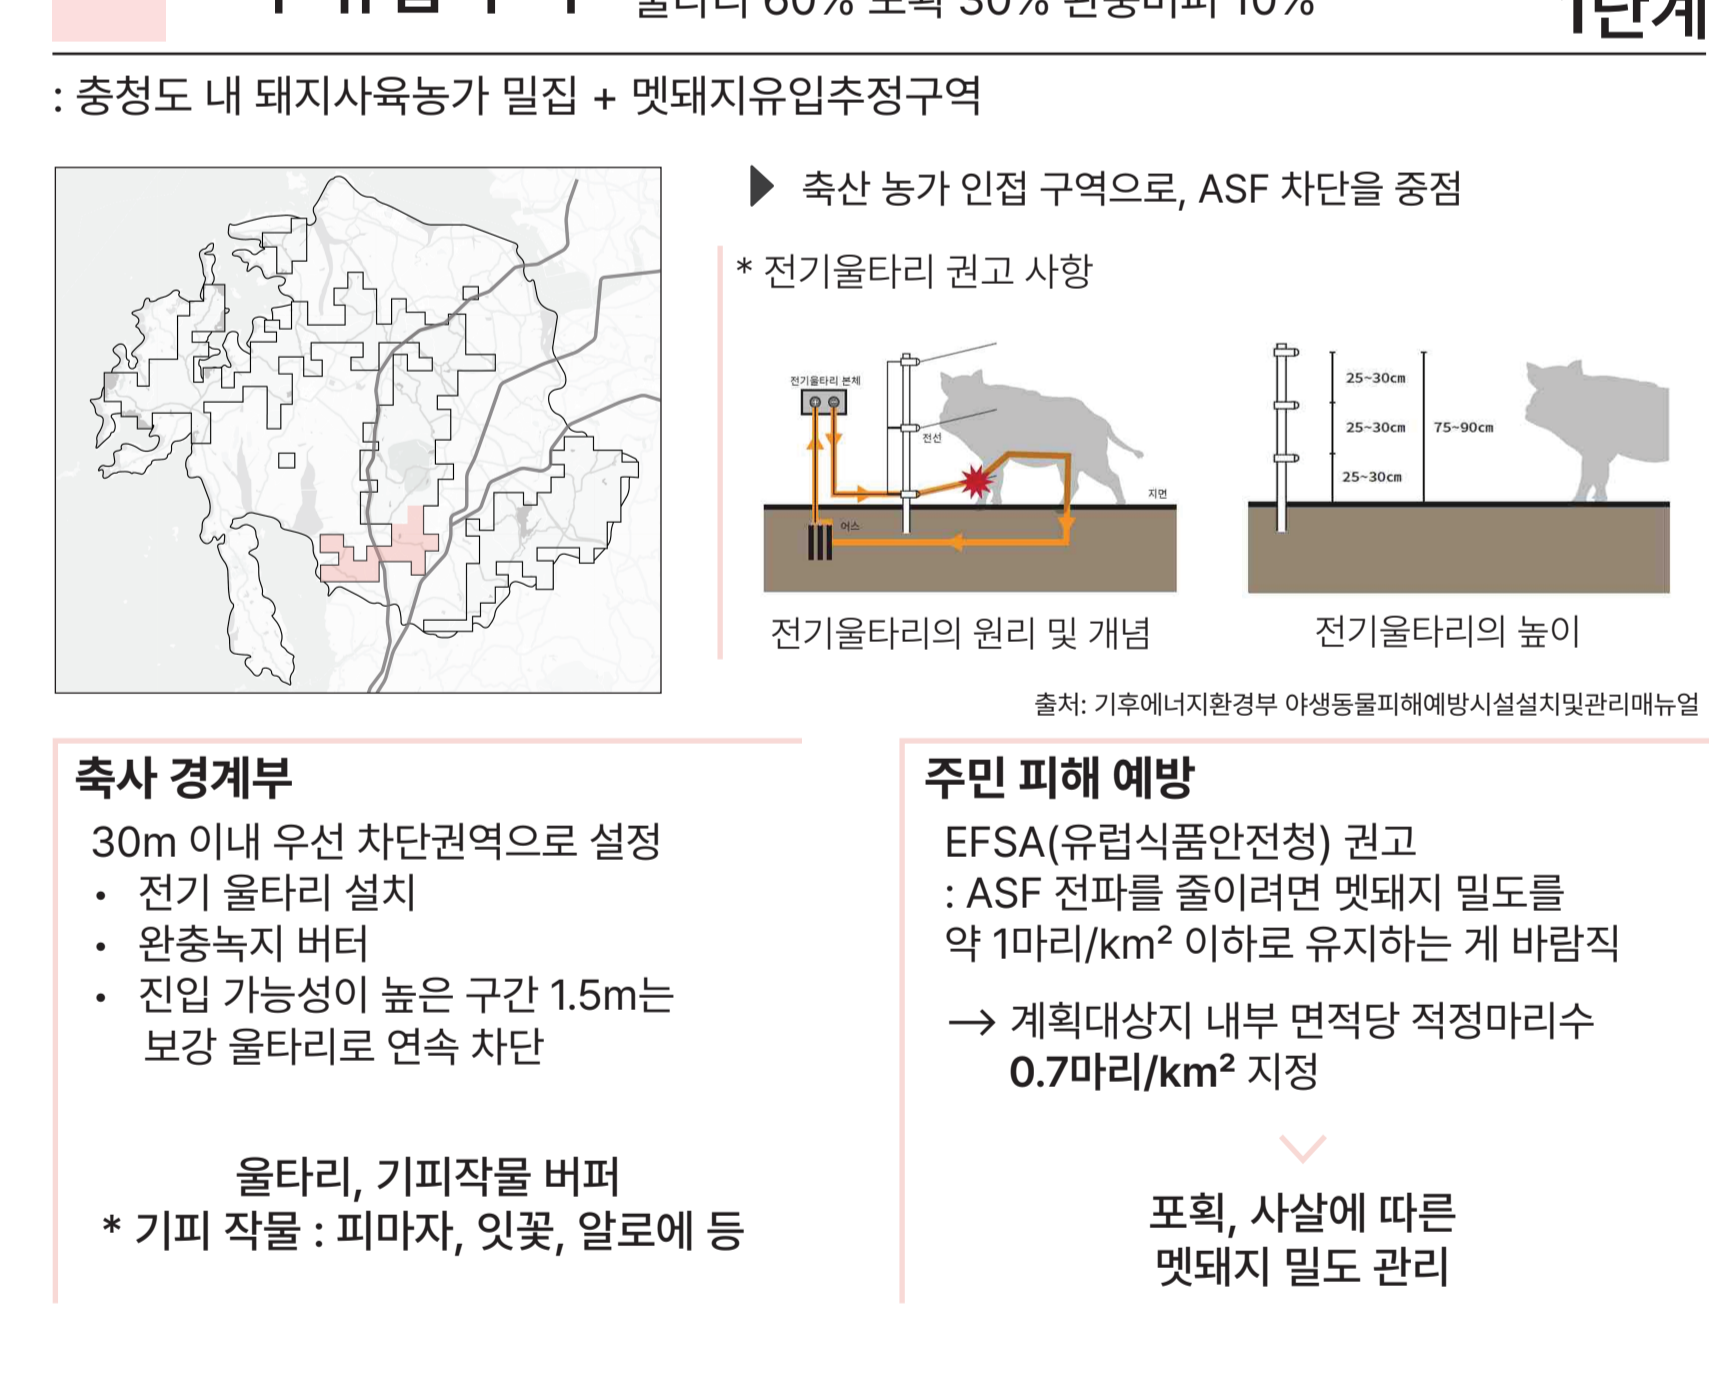 60% 포획 30% 완충버퍼 10%
1단계
: 충청도 내 돼지사육농가 밀집 + 멧돼지유입추정구역
▶ 축산 농가 인접 구역으로, ASF 차단을 중점
* 전기울타리 권고 사항
전기울타리 본체
전선
지면
어스
25~30cm
25~30cm
75~90cm
25~30cm
전기울타리의 원리 및 개념
전기울타리의 높이
출처: 기후에너지환경부 야생동물피해예방시설설치및관리매뉴얼
축사 경계부
30m 이내 우선 차단권역으로 설정
• 전기 울타리 설치
• 완충녹지 버터
• 진입 가능성이 높은 구간 1.5m는
보강 울타리로 연속 차단
울타리, 기피작물 버퍼
* 기피 작물 : 피마자, 잇꽃, 알로에 등
주민 피해 예방
EFSA(유럽식품안전청) 권고
: ASF 전파를 줄이려면 멧돼지 밀도를
약 1마리/km² 이하로 유지하는 게 바람직
→ 계획대상지 내부 면적당 적정마리수
0.7마리/km² 지정
포획, 사살에 따른
멧돼지 밀도 관리